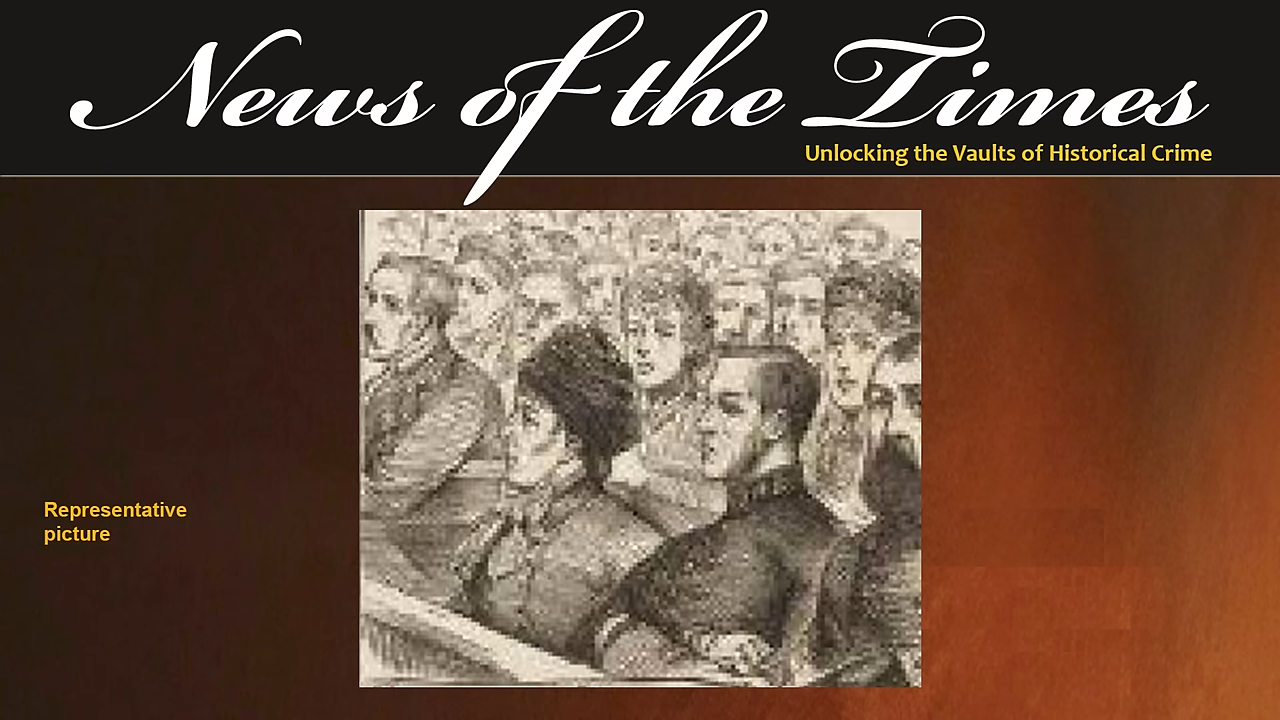 News of the Times
Unlocking the Vaults of Historical Crime
Representative
picture